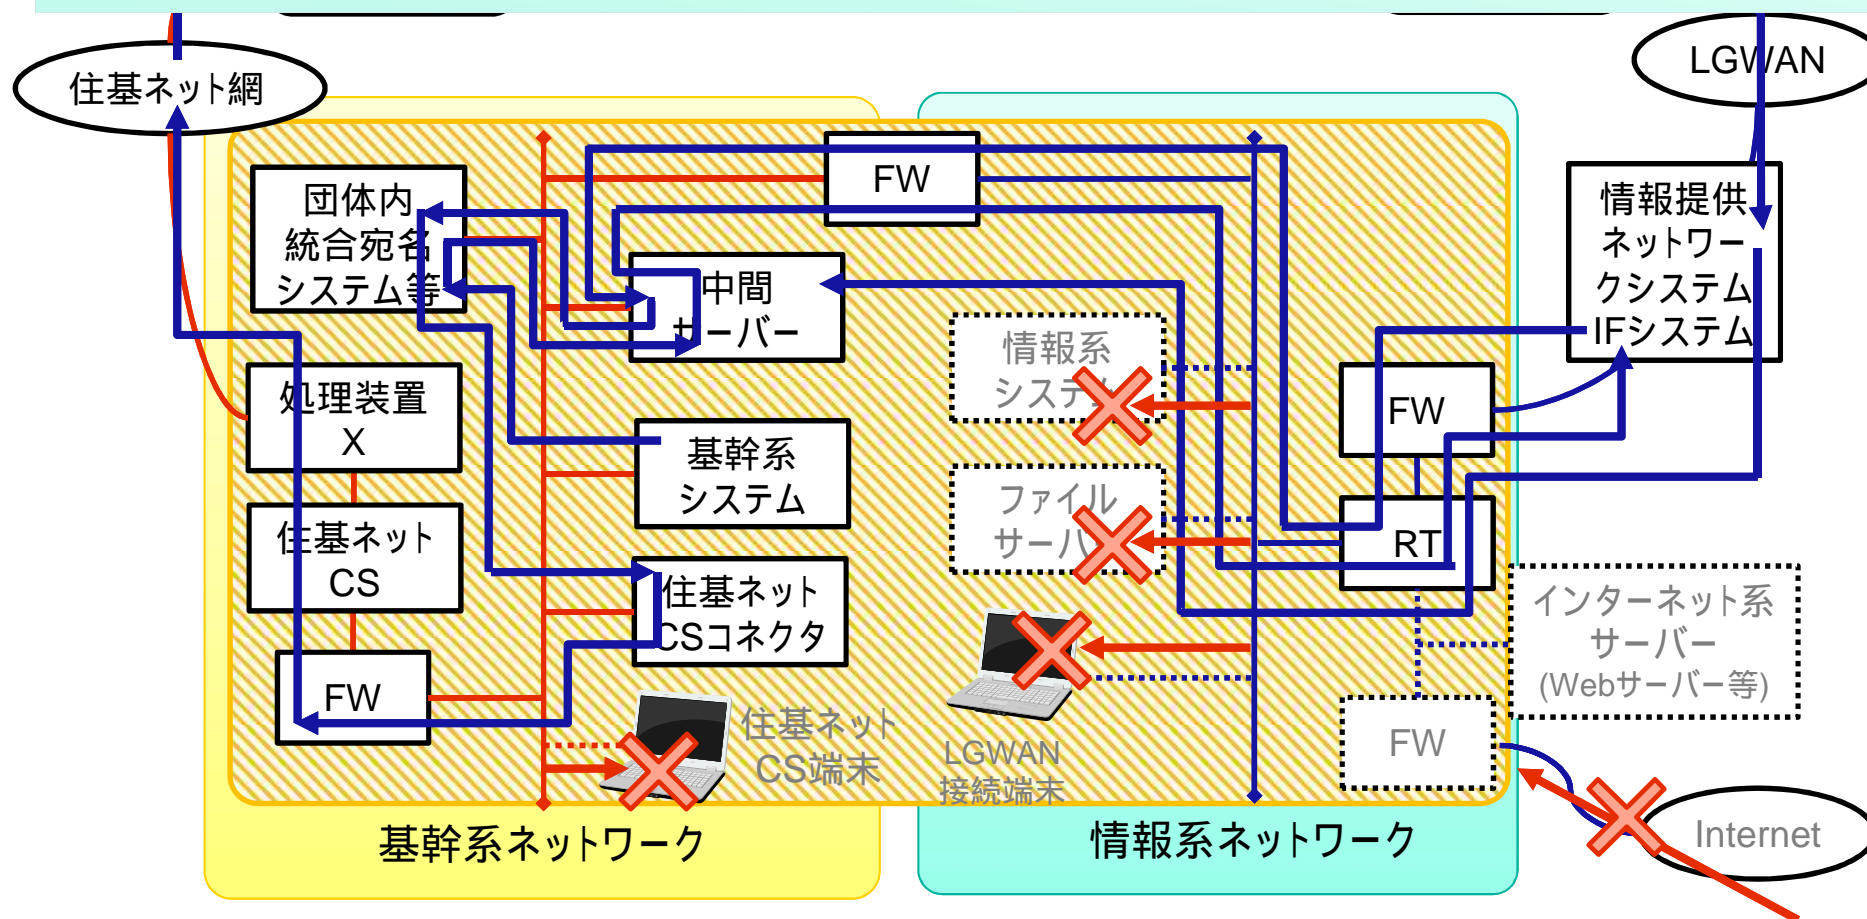 住基ネット網
LGWAN
FW
団体内
統合宛名
システム等
情報提供
ネットワー
クシステム
IFシステム
中間
サーバー
情報系
システム
処理装置
X
FW
基幹系
システム
ファイル
サーバー
住基ネット
CS
RT
住基ネット
CSコネクタ
インターネット系
サーバー
(Webサーバー等)
FW
住基ネット
CS端末
LGWAN
接続端末
FW
基幹系ネットワーク
情報系ネットワーク
Internet